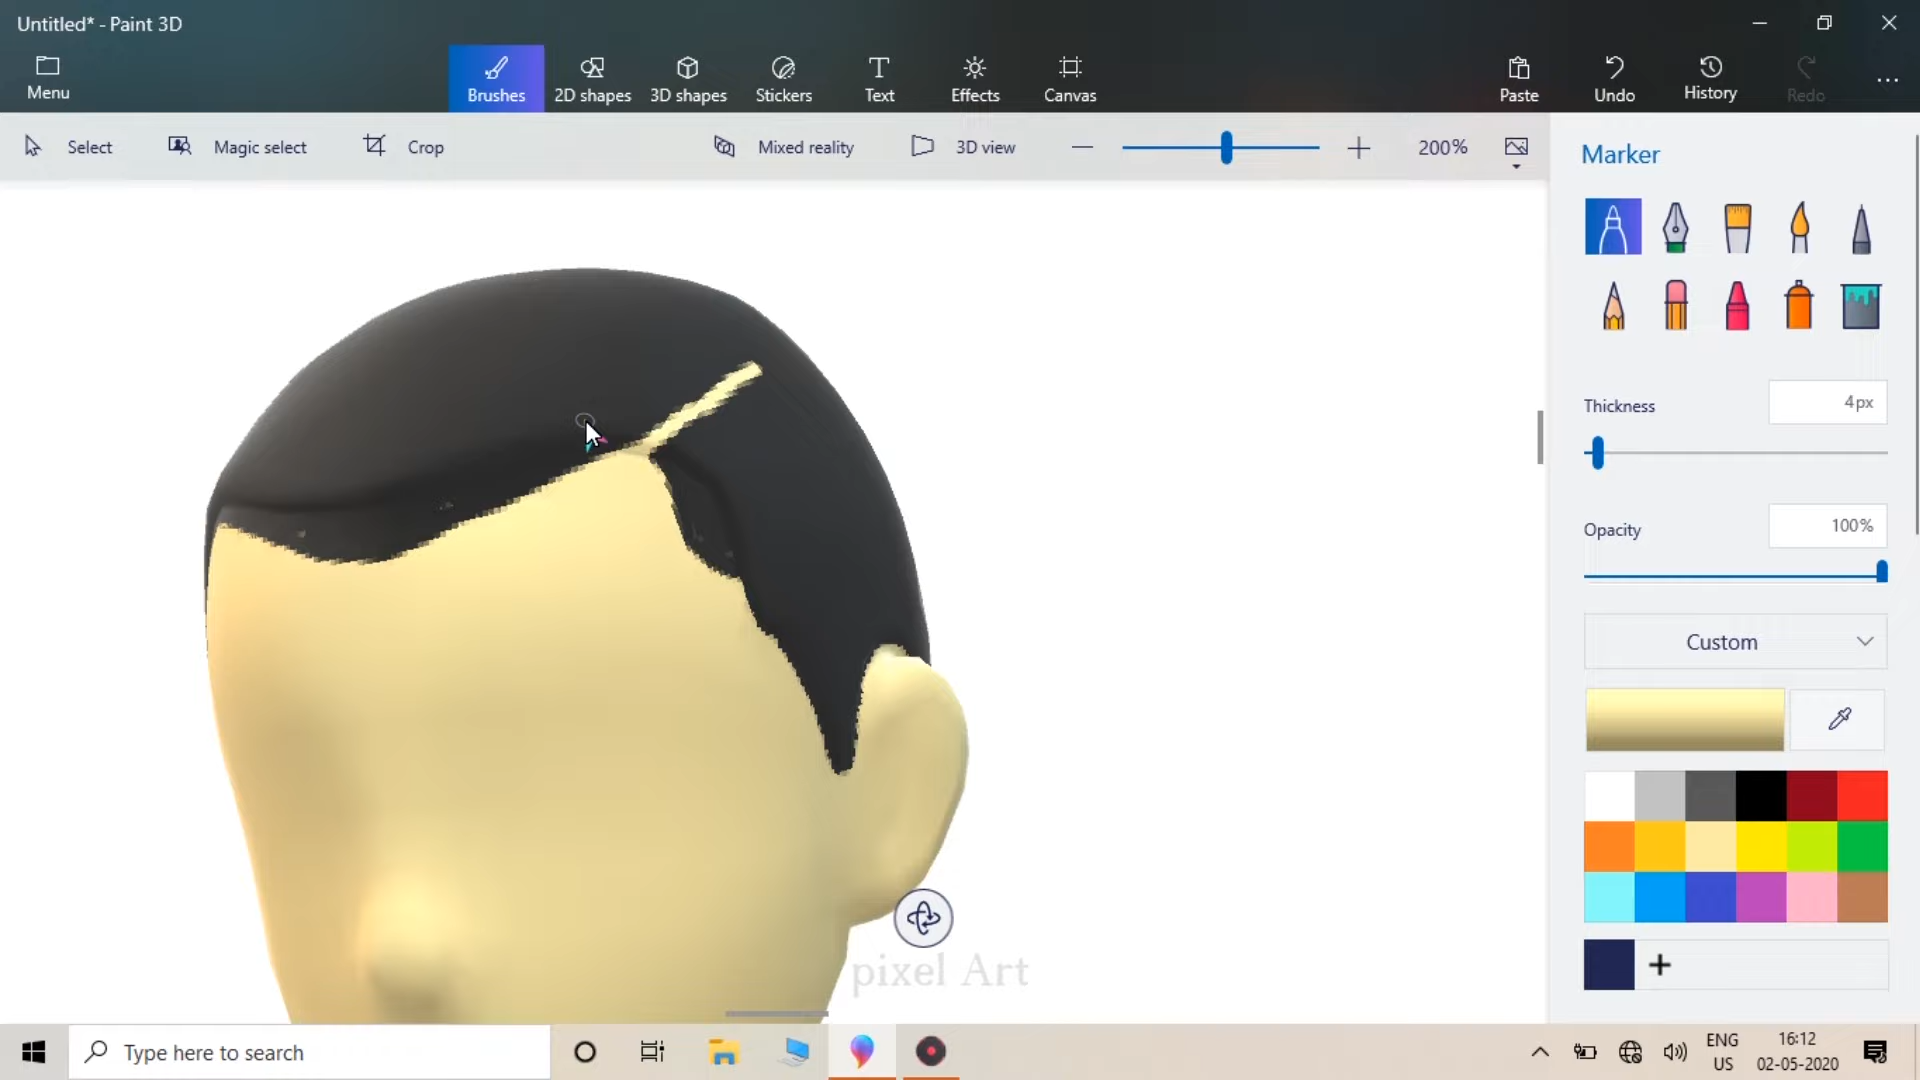 Untitled* - Paint 3D
Menu
Brushes
2D shapes
3D shapes
Stickers
Text
Effects
Canvas
Paste
Undo
History
Redo
Select
Magic select
Crop
Mixed reality
3D view
200%
Marker
Thickness
4px
Opacity
100%
Custom
pixel Art
Type here to search
ENG
US
16:12
02-05-2020